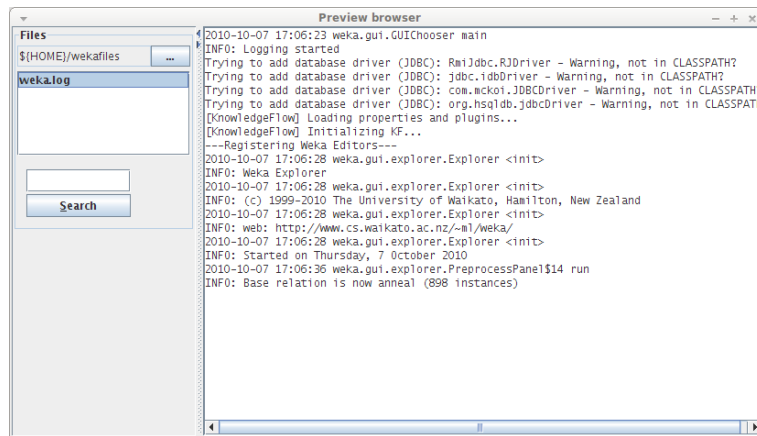 Preview browser
Files
${HOME}/wekafiles
...
weka.log
Search
2010-10-07 17:06:23 weka.gui.GUIChooser main
INFO: Logging started
Trying to add database driver (JDBC): RmiJdbc.RJDriver - Warning, not in CLASSPATH?
Trying to add database driver (JDBC): jdbc.idbDriver - Warning, not in CLASSPATH?
Trying to add database driver (JDBC): com.mckoi.JDBCDriver - Warning, not in CLASSPATH
Trying to add database driver (JDBC): org.hsqldb.jdbcDriver - Warning, not in CLASSPAT
[KnowledgeFlow] Loading properties and plugins...
[KnowledgeFlow] Initializing KF...
---Registering Weka Editors---
2010-10-07 17:06:28 weka.gui.explorer.Explorer <init>
INFO: Weka Explorer
2010-10-07 17:06:28 weka.gui.explorer.Explorer <init>
INFO: (c) 1999-2010 The University of Waikato, Hamilton, New Zealand
2010-10-07 17:06:28 weka.gui.explorer.Explorer <init>
INFO: web: http://www.cs.waikato.ac.nz/~ml/weka/
2010-10-07 17:06:28 weka.gui.explorer.Explorer <init>
INFO: Started on Thursday, 7 October 2010
2010-10-07 17:06:36 weka.gui.explorer.PreprocessPanel$14 run
INFO: Base relation is now anneal (898 instances)